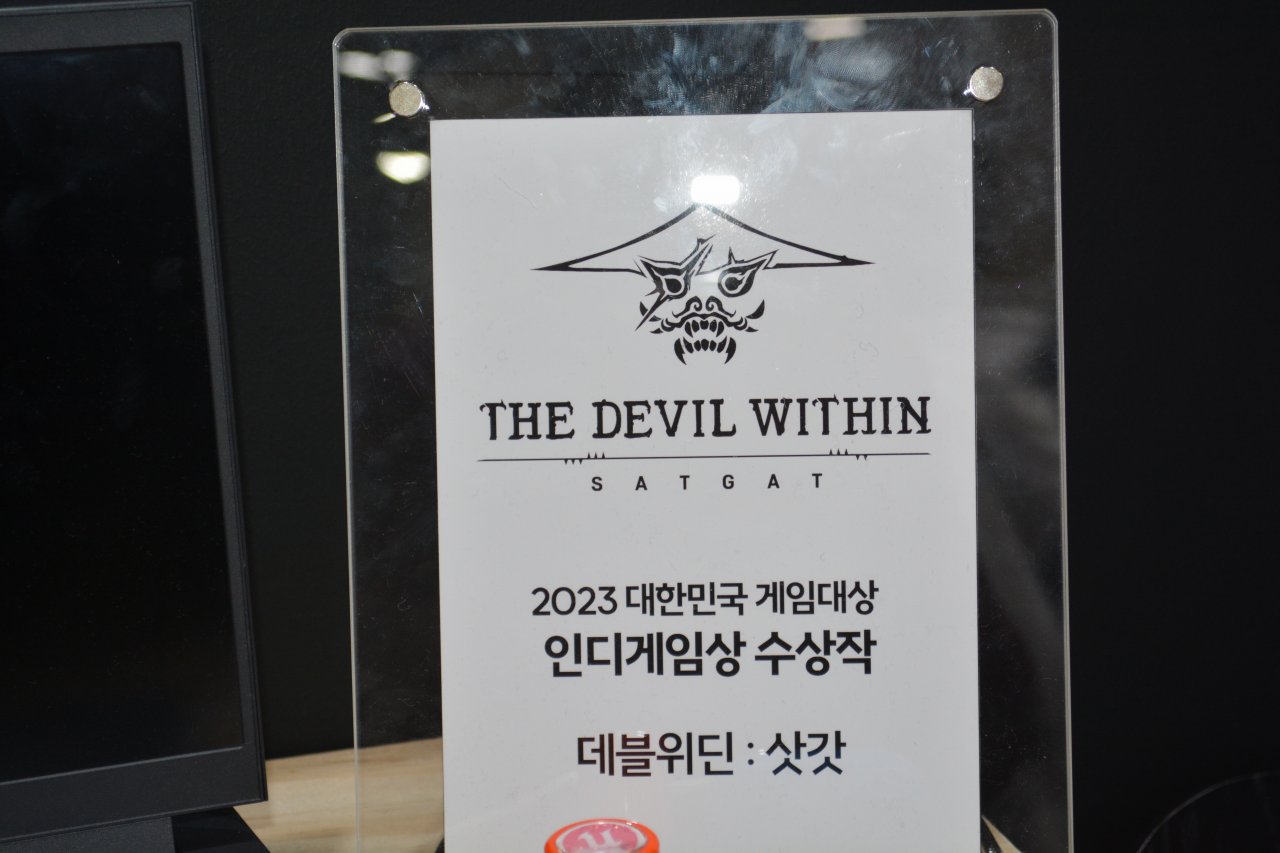 THE DEVIL WITHIN
SATGAT
2023 대한민국 게임대상
인디게임상 수상작
데블위딘 : 삿갓